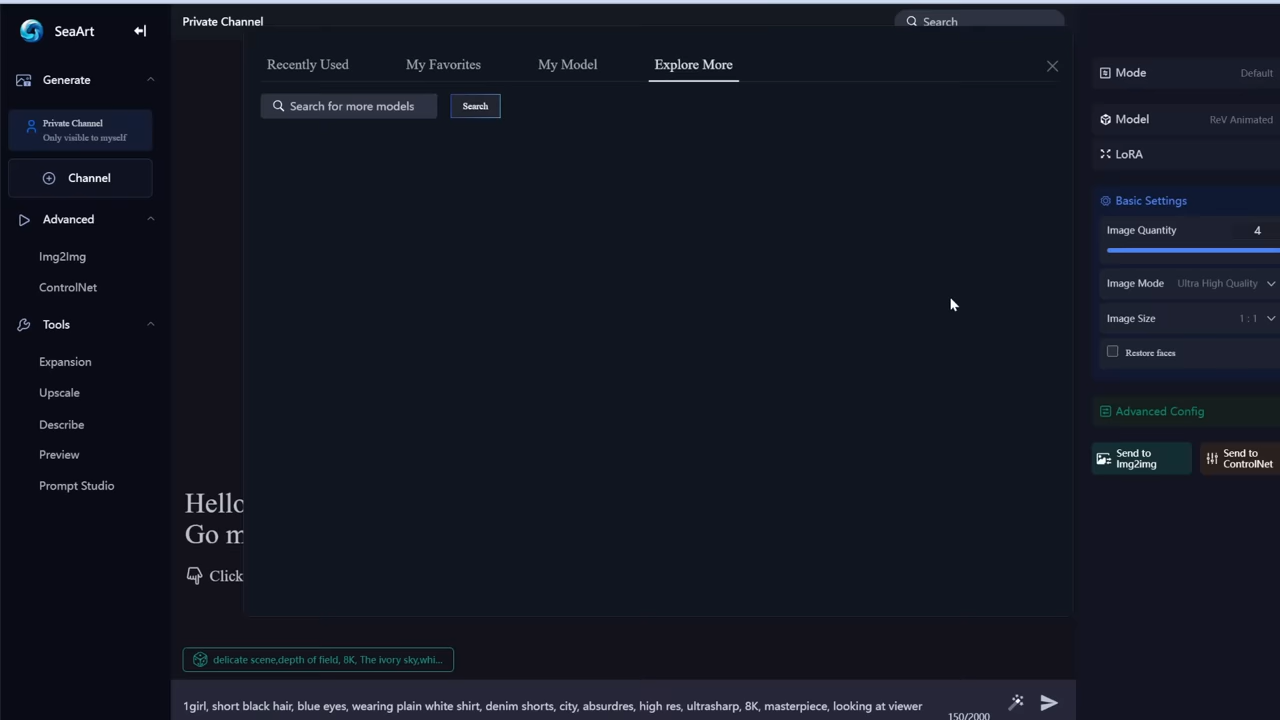 SeaArt
Generate
Private Channel
Only visible to myself
Channel
Advanced
Img2Img
ControlNet
Tools
Expansion
Upscale
Describe
Preview
Prompt Studio
Private Channel
Search
Recently Used
My Favorites
My Model
Explore More
Search for more models
Search
Hello
Go m
Click
delicate scene,depth of field, 8K, The ivory sky,whi...
1girl, short black hair, blue eyes, wearing plain white shirt, denim shorts, city, absurdres, high res, ultrasharp, 8K, masterpiece, looking at viewer
150/2000
Mode Default
Model ReV Animated
LoRA
Basic Settings
Image Quantity 4
Image Mode Ultra High Quality
Image Size 1 : 1
Restore faces
Advanced Config
Send to
Img2img
Send to
ControlNet